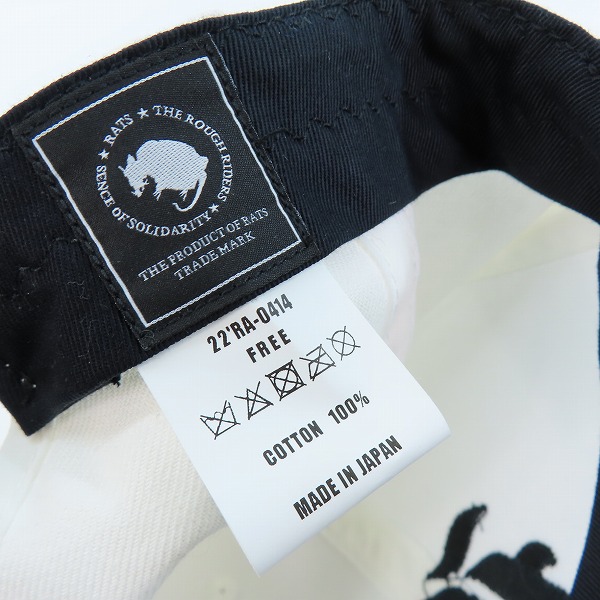 ★ RATS ★ THE ROUGH RIDERS
SENCE OF SOLIDARITY
THE PRODUCT OF RATS
TRADE MARK
22'RA-0414
FREE
COTTON 100%
MADE IN JAPAN